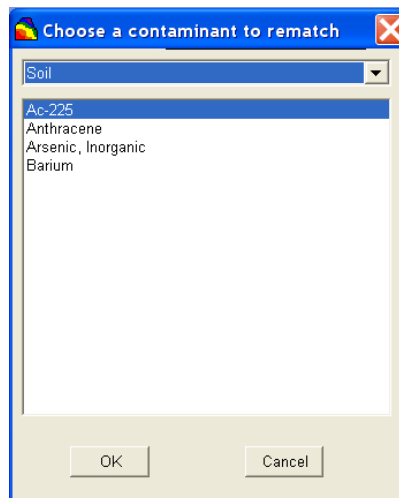 Choose a contaminant to rematch
Soil
Ac-225
Anthracene
Arsenic, Inorganic
Barium
OK Cancel